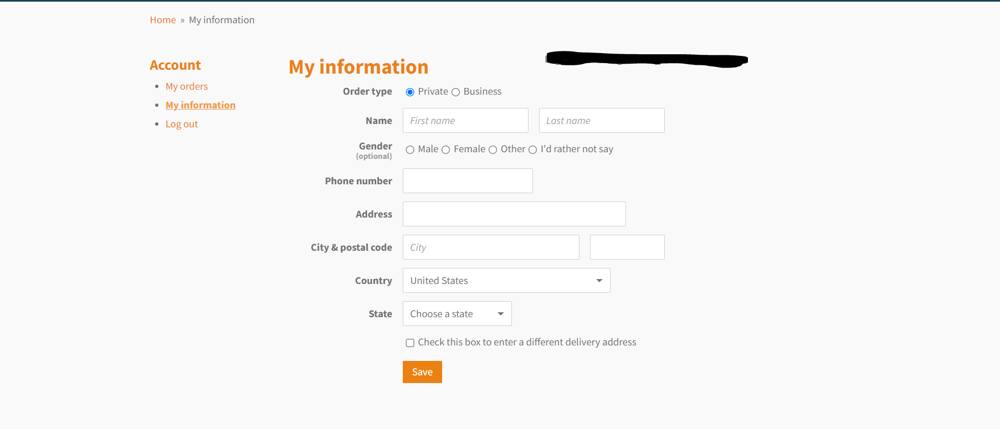 Home » My information
Account
My orders
My information
Log out
My information
Order type Private Business
Name First name Last name
Gender Male Female Other I'd rather not say
(optional)
Phone number
Address
City & postal code City
Country United States
State Choose a state
Check this box to enter a different delivery address
Save